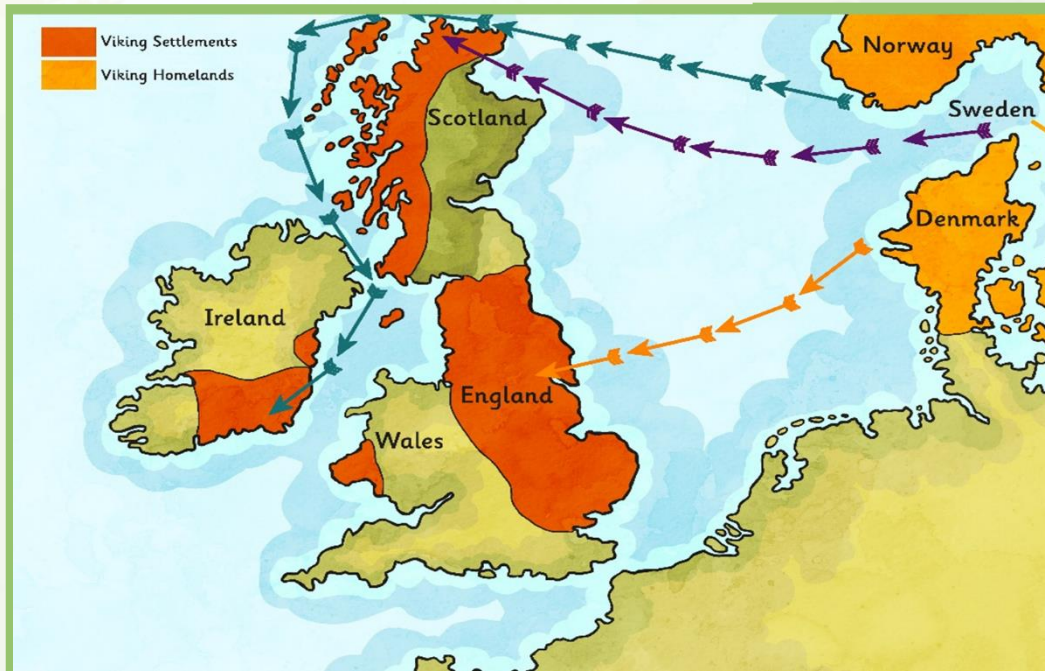 Viking Settlements
Viking Homelands
Norway
Sweden
Scotland
Denmark
Ireland
England
Wales